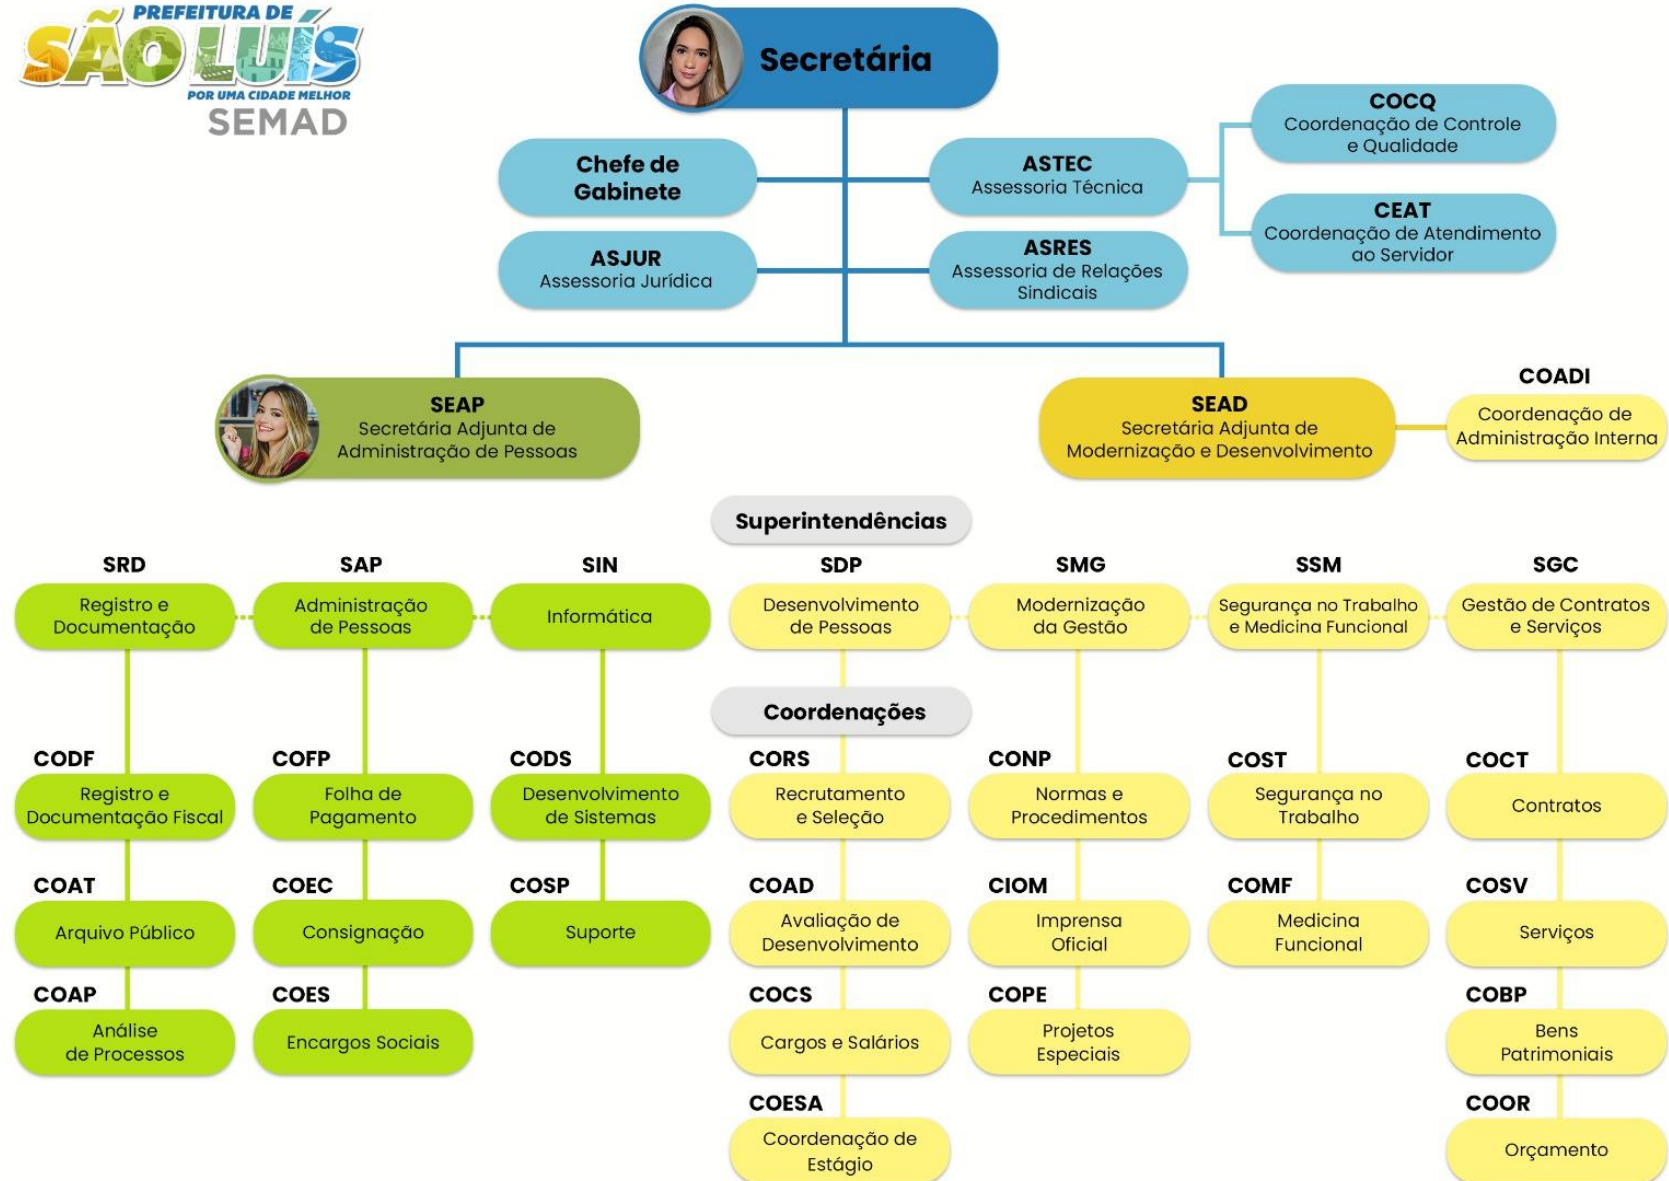 PREFEITURA DE
SÃO LUÍS
POR UMA CIDADE MELHOR
SEMAD
Secretária
Chefe de
Gabinete
ASTEC
Assessoria Técnica
COCQ
Coordenação de Controle
e Qualidade
CEAT
Coordenação de Atendimento
ao Servidor
ASJUR
Assessoria Jurídica
ASRES
Assessoria de Relações
Sindicais
SEAP
Secretária Adjunta de
Administração de Pessoas
SEAD
Secretária Adjunta de
Modernização e Desenvolvimento
COADI
Coordenação de
Administração Interna
Superintendências
SRD
Registro e
Documentação
SAP
Administração
de Pessoas
SIN
Informática
SDP
Desenvolvimento
de Pessoas
SMG
Modernização
da Gestão
SSM
Segurança no Trabalho
e Medicina Funcional
SGC
Gestão de Contratos
e Serviços
Coordenações
CODF
Registro e
Documentação Fiscal
COFP
Folha de
Pagamento
CODS
Desenvolvimento
de Sistemas
CORS
Recrutamento
e Seleção
CONP
Normas e
Procedimentos
COST
Segurança no
Trabalho
COCT
Contratos
COAT
Arquivo Público
COEC
Consignação
COSP
Suporte
COAD
Avaliação de
Desenvolvimento
CIOM
Imprensa
Oficial
COMF
Medicina
Funcional
COSV
Serviços
COAP
Análise
de Processos
COES
Encargos Sociais
COCS
Cargos e Salários
COPE
Projetos
Especiais
COBP
Bens
Patrimoniais
COESA
Coordenação de
Estágio
COOR
Orçamento